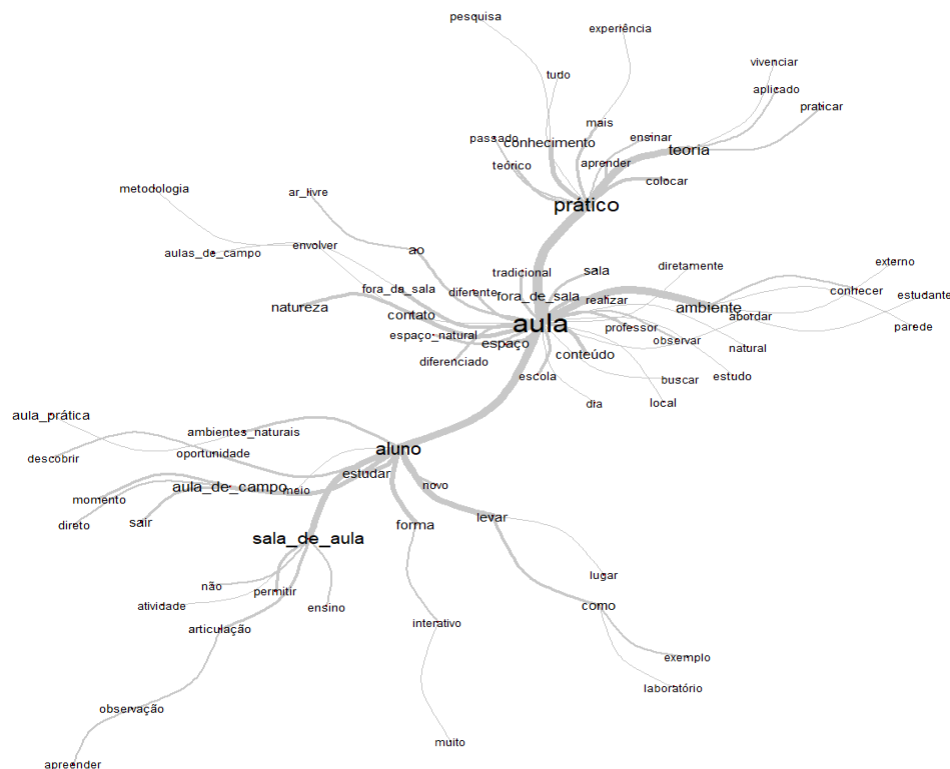 pesquisa
experiência
tudo
vivenciar
aplicado
praticar
mais
passado
conhecimento
ensinar
teoria
teórico
aprender
colocar
metodologia
ar_livre
prático
aulas_de_campo
envolver
ao
tradicional
sala
diretamente
externo
natureza
fora_de_sala
diferente
fora_de_sala
realizar
ambiente
conhecer
estudante
contato
aula
professor
abordar
parede
espaço_natural
espaço
observar
natural
diferenciado
conteúdo
escola
buscar
estudo
dia
local
aula_prática
ambientes_naturais
descobrir
oportunidade
aluno
estudar
momento
aula_de_campo
meio
novo
direto
sair
forma
levar
sala_de_aula
não
permitir
lugar
atividade
ensino
como
articulação
interativo
exemplo
laboratório
observação
muito
apreender